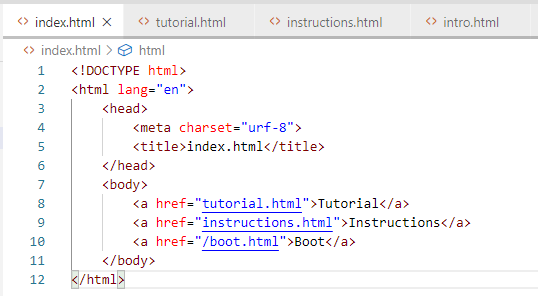 index.html × tutorial.html instructions.html intro.html
index.html > html
1 <!DOCTYPE html>
2 <html lang="en">
3 <head>
4 <meta charset="urf-8">
5 <title>index.html</title>
6 </head>
7 <body>
8 <a href="tutorial.html">Tutorial</a>
9 <a href="instructions.html">Instructions</a>
10 <a href="/boot.html">Boot</a>
11 </body>
12 </html>